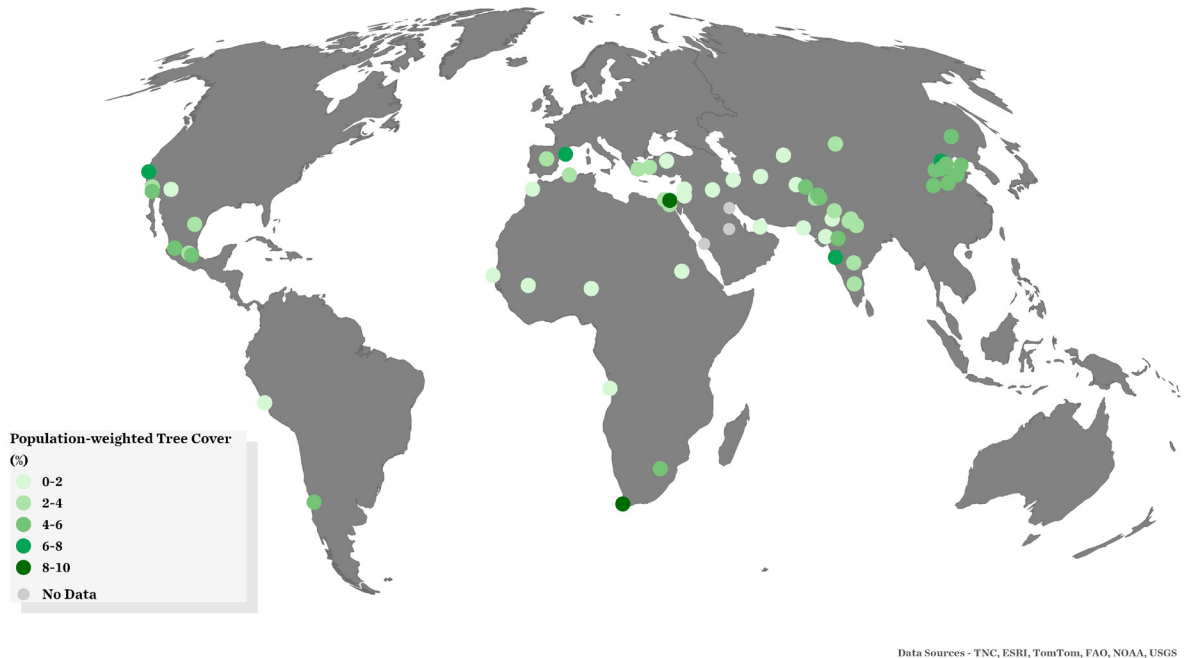 Population-weighted Tree Cover
(%)
0-2
2-4
4-6
6-8
8-10
No Data
Data Sources - TNC, ESRI, TomTom, FAO, NOAA, USGS